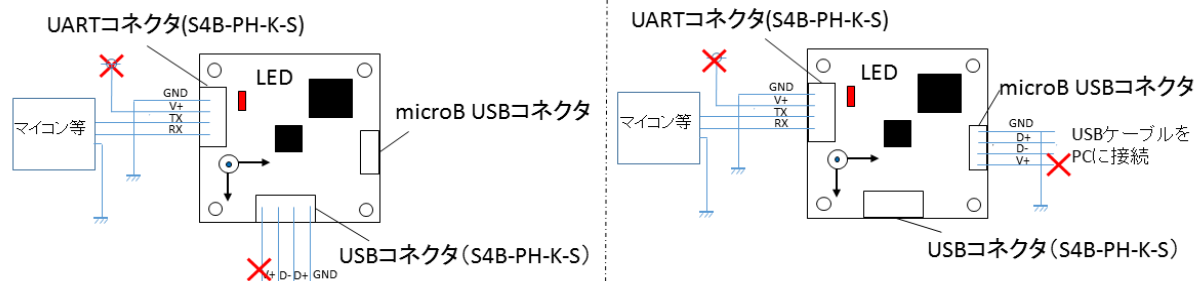 UARTコネクタ(S4B-PH-K-S)
LED
GND
V+
TX
RX
マイコン等
microB USBコネクタ
V+ D- D+ GND
USBコネクタ(S4B-PH-K-S)
UARTコネクタ(S4B-PH-K-S)
LED
microB USBコネクタ
GND
V+
TX
RX
マイコン等
GND
D+
D-
V+
USBケーブルを
PCに接続
USBコネクタ(S4B-PH-K-S)